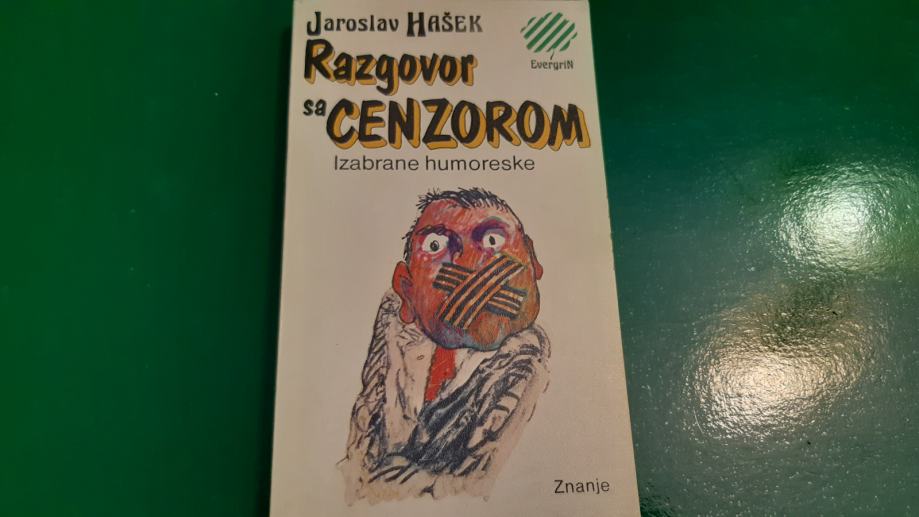 Jaroslav HAŠEK
EvergriN
Razgovor
sa CENZOROM
Izabrane humoreske
Znanje